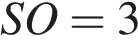 SO = 3